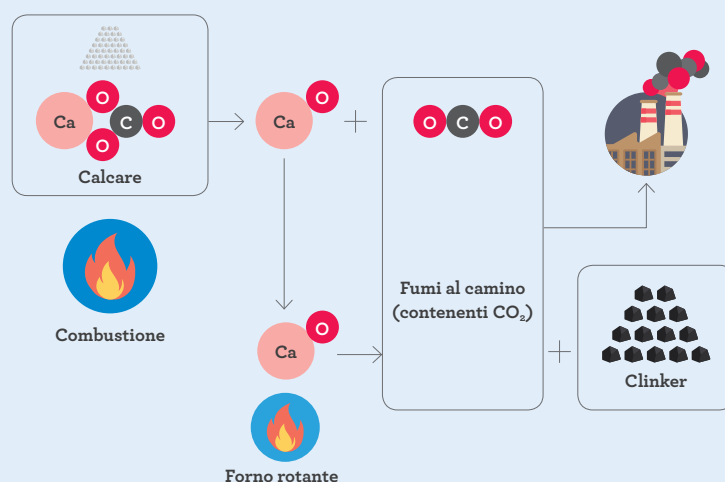 O
Ca
C
O
O
Calcare
Ca
O
+
O
C
O
Combustione
Ca
O
Forno rotante
Fumi al camino
(contenenti CO₂)
+
Clinker